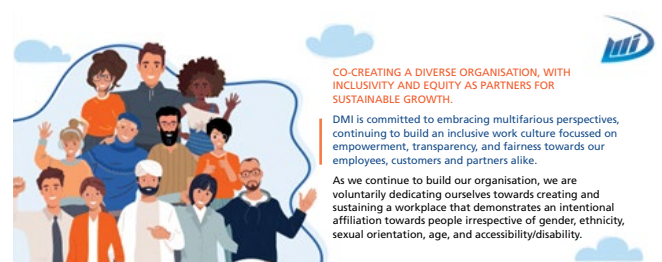 DMI
CO-CREATING A DIVERSE ORGANISATION, WITH
INCLUSIVITY AND EQUITY AS PARTNERS FOR
SUSTAINABLE GROWTH.
DMI is committed to embracing multifarious perspectives,
continuing to build an inclusive work culture focussed on
empowerment, transparency, and fairness towards our
employees, customers and partners alike.
As we continue to build our organisation, we are
voluntarily dedicating ourselves towards creating and
sustaining a workplace that demonstrates an intentional
affiliation towards people irrespective of gender, ethnicity,
sexual orientation, age, and accessibility/disability.